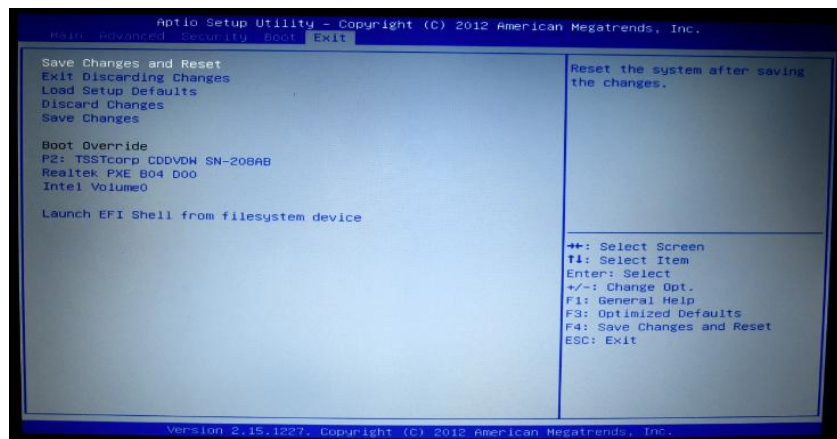 Aptio Setup Utility – Copyright (C) 2012 American Megatrends, Inc.
Main Advanced Security Boot Exit
Save Changes and Reset
Exit Discarding Changes
Load Setup Defaults
Discard Changes
Save Changes
Boot Override
P2: TSSTcorp CDDVDW SN-208AB
Realtek PXE B04 D00
Intel Volume0
Launch EFI Shell from filesystem device
Reset the system after saving
the changes.
→←: Select Screen
↑↓: Select Item
Enter: Select
+/-: Change Opt.
F1: General Help
F3: Optimized Defaults
F4: Save Changes and Reset
ESC: Exit
Version 2.15.1227. Copyright (C) 2012 American Megatrends, Inc.